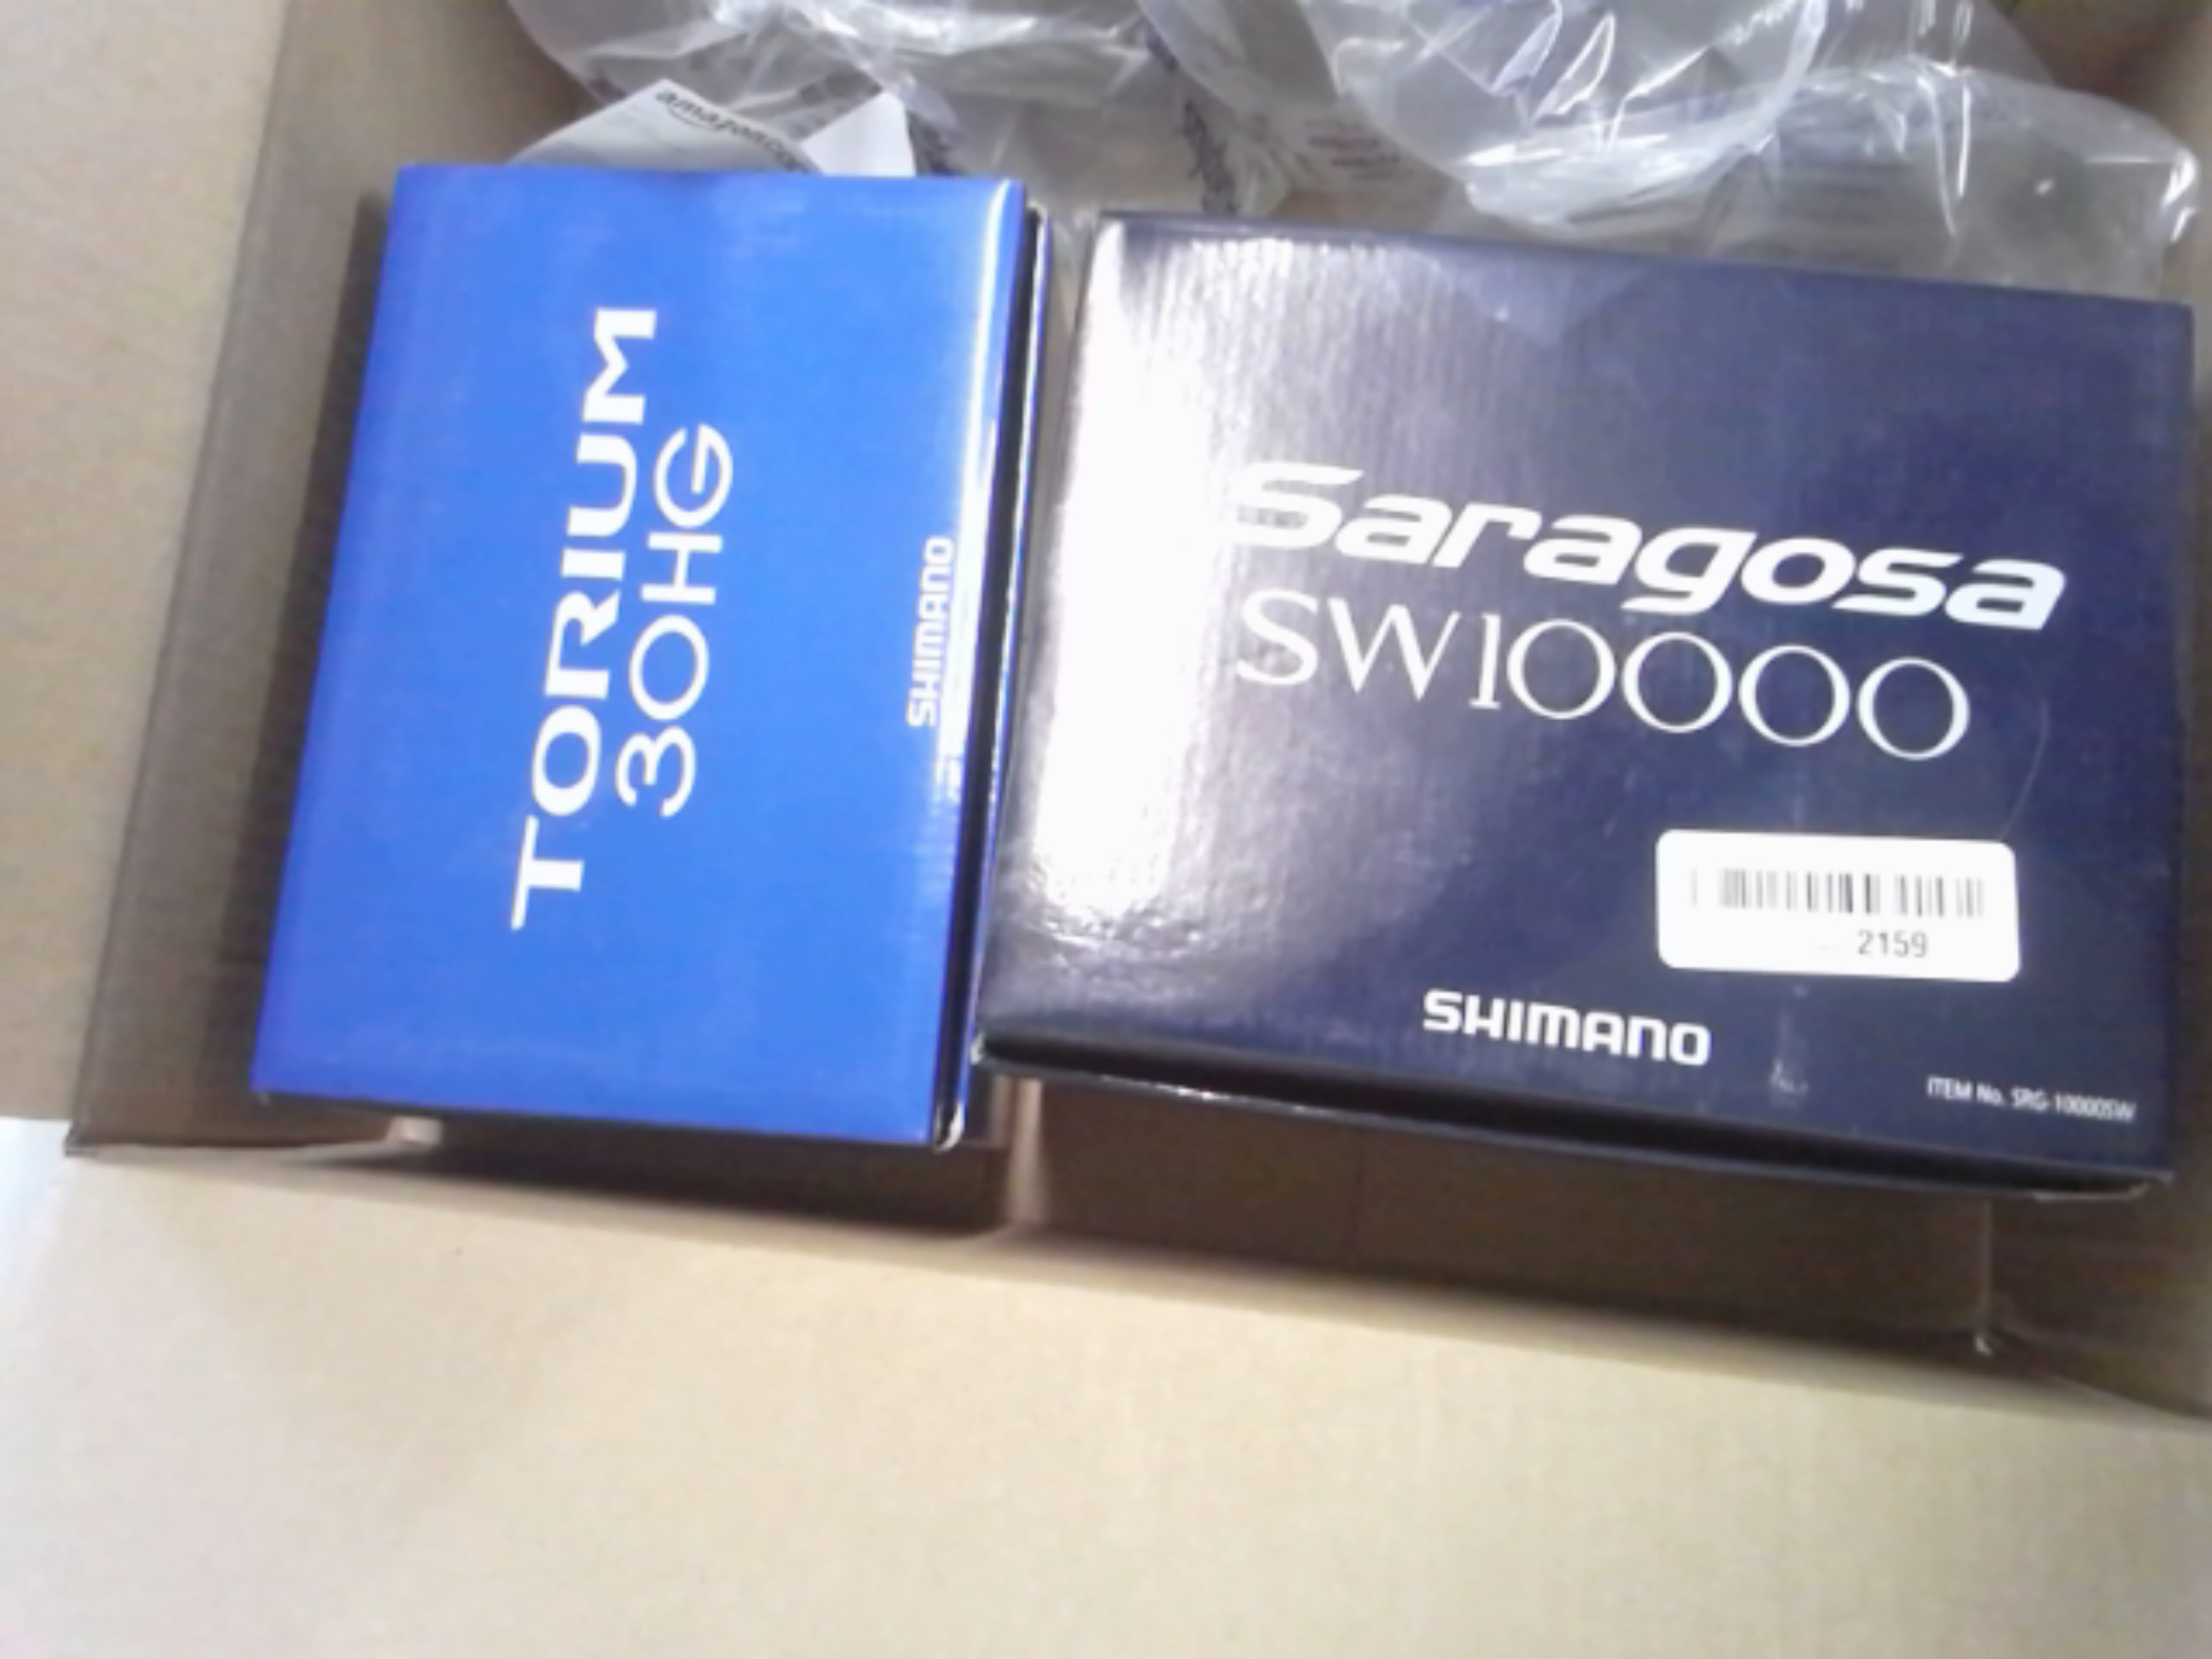 TORIUM
30HG
SHIMANO
Saragosa
SW10000
2159
SHIMANO
ITEM No. SRG-10000SW